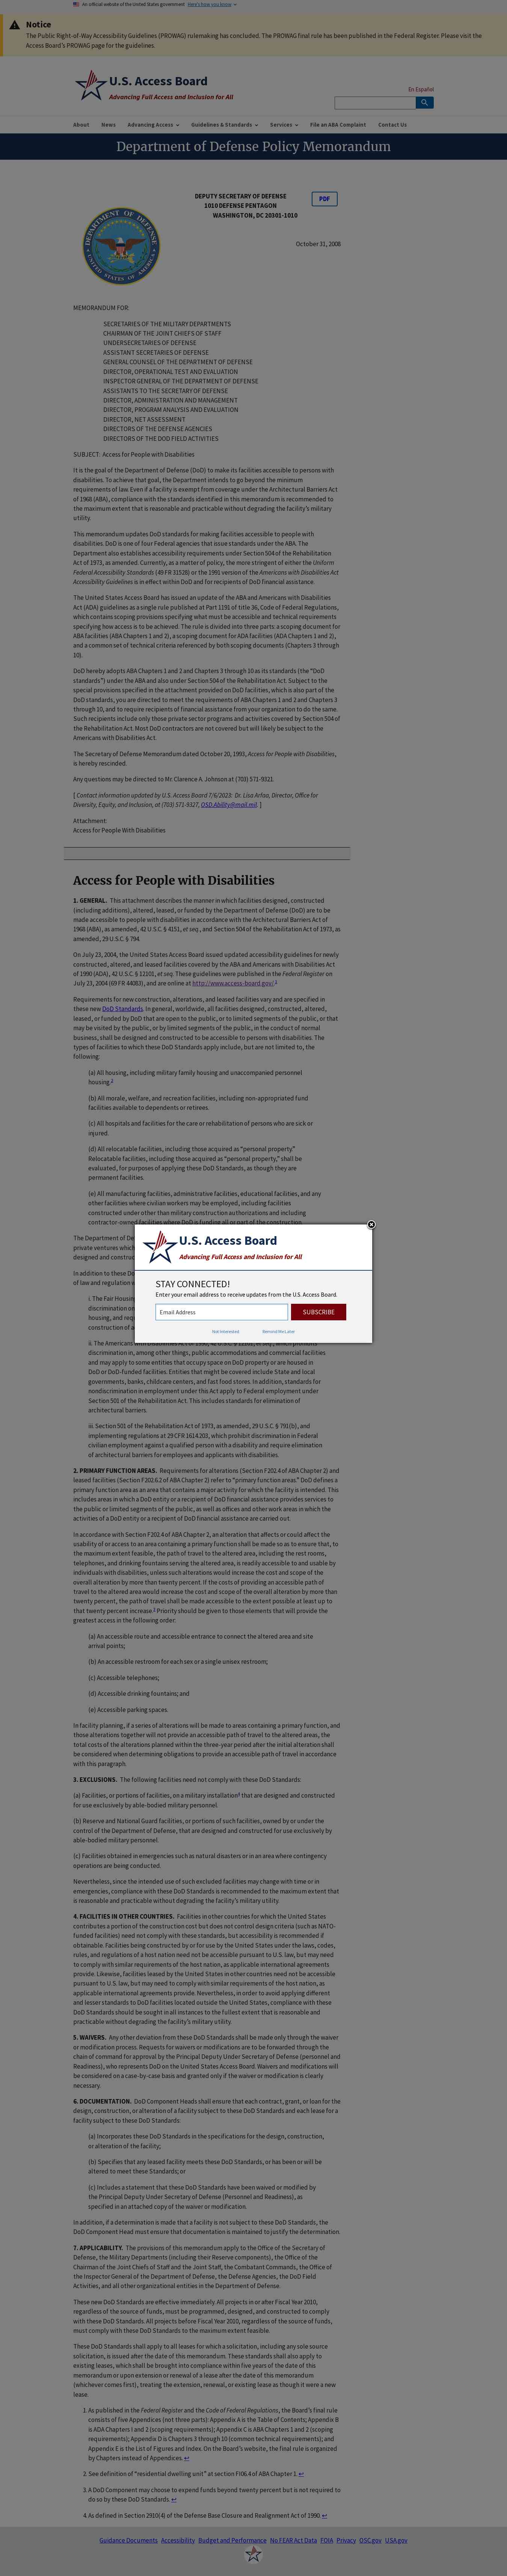 An official website of the United States government Here's how you know
Notice
The Public Right-of-Way Accessibility Guidelines (PROWAG) rulemaking has concluded. The PROWAG final rule has been published in the Federal Register. Please visit the
Access Board's PROWAG page for the guidelines.
U.S. Access Board
Advancing Full Access and Inclusion for All
En Español
About News Advancing Access Guidelines & Standards Services File an ABA Complaint Contact Us
Department of Defense Policy Memorandum
DEPUTY SECRETARY OF DEFENSE
PDF
1010 DEFENSE PENTAGON
WASHINGTON, DC 20301-1010
DEPARTMENT OF DEFENSE
UNITED STATES OF AMERICA
October 31, 2008
MEMORANDUM FOR:
SECRETARIES OF THE MILITARY DEPARTMENTS
CHAIRMAN OF THE JOINT CHIEFS OF STAFF
UNDERSECRETARIES OF DEFENSE
ASSISTANT SECRETARIES OF DEFENSE
GENERAL COUNSEL OF THE DEPARTMENT OF DEFENSE
DIRECTOR, OPERATIONAL TEST AND EVALUATION
INSPECTOR GENERAL OF THE DEPARTMENT OF DEFENSE
ASSISTANTS TO THE SECRETARY OF DEFENSE
DIRECTOR, ADMINISTRATION AND MANAGEMENT
DIRECTOR, PROGRAM ANALYSIS AND EVALUATION
DIRECTOR, NET ASSESSMENT
DIRECTORS OF THE DEFENSE AGENCIES
DIRECTORS OF THE DOD FIELD ACTIVITIES
SUBJECT: Access for People with Disabilities
It is the goal of the Department of Defense (DoD) to make its facilities accessible to persons with
disabilities. To achieve that goal, the Department intends to go beyond the minimum
requirements of law. Even if a facility is exempt from coverage under the Architectural Barriers Act
of 1968 (ABA), compliance with the standards identified in this memorandum is recommended to
the maximum extent that is reasonable and practicable without degrading the facility's military
utility.
This memorandum updates DoD standards for making facilities accessible to people with
disabilities. DoD is one of four Federal agencies that issue standards under the ABA. The
Department also establishes accessibility requirements under Section 504 of the Rehabilitation
Act of 1973, as amended. Currently, as a matter of policy, the more stringent of either the Uniform
Federal Accessibility Standards (49 FR 31528) or the 1991 version of the Americans with Disabilities Act
Accessibility Guidelines is in effect within DoD and for recipients of DoD financial assistance.
The United States Access Board has issued an update of the ABA and Americans with Disabilities
Act (ADA) guidelines as a single rule published at Part 1191 of title 36, Code of Federal Regulations,
which contains scoping provisions specifying what must be accessible and technical requirements
specifying how access is to be achieved. The rule is divided into three parts: a scoping document for
ABA facilities (ABA Chapters 1 and 2), a scoping document for ADA facilities (ADA Chapters 1 and 2),
and a common set of technical criteria referenced by both scoping documents (Chapters 3 through
10).
DoD hereby adopts ABA Chapters 1 and 2 and Chapters 3 through 10 as its standards (the "DoD
standards") under the ABA and also under Section 504 of the Rehabilitation Act. Subject to the
special provisions specified in the attachment and also provided on DoD facilities, which is also part of
the DoD standards, you are directed to meet the requirements of ABA Chapters 1 and 2 and Chapters 3
through 10, and to require recipients of financial assistance from your organization to do the same.
Such recipients include only those outside sector programs and activities covered by Section 504 of
the Rehabilitation Act. Most DoD contractors are not covered but will likely be subject to the
Americans with Disabilities Act.
The Secretary of Defense Memorandum dated October 20, 1993, Access for People with Disabilities,
is hereby rescinded.
Any questions may be directed to Mr. Clarence A. Johnson at (703) 571-9321.
[ Contact information updated by U.S. Access Board 7/6/2023: Dr. Lisa Arfaa, Director, Office for
Diversity, Equity, and Inclusion, at (703) 571-9327, OSD.Ability@mail.mil. ]
Attachment:
Access for People With Disabilities
Access for People with Disabilities
1. GENERAL. This attachment describes the manner in which facilities designed, constructed
(including additions), altered, leased, or funded by the Department of Defense (DoD) are to be
made accessible to people with disabilities in accordance with the Architectural Barriers Act of
1968 (ABA), as amended, 42 U.S.C. § 4151, et seq., and Section 504 of the Rehabilitation Act of 1973, as
amended, 29 U.S.C. § 794.
On July 23, 2004, the United States Access Board issued updated accessibility guidelines for newly
designed, constructed, altered, and leased facilities covered by the ABA and Americans with Disabilities Act
of 1990 (ADA), 42 U.S.C. § 12101, et seq. These guidelines were published in the Federal Register on
July 23, 2004 (69 FR 44083), and are online at http://www.access-board.gov/.1
Requirements for new construction, alterations, and leased facilities vary and are specified in
these new DoD Standards. In general, worldwide, all facilities designed, constructed, altered,
leased, or funded by DoD that are open to the public, or to limited segments of the public, or that
may be visited by the public, or by limited segments of the public, in the conduct of normal
business, shall be designed and constructed to be accessible to persons with disabilities. The
types of facilities to which these DoD Standards apply include, but are not limited to, the
following:
(a) All housing, including military family housing and unaccompanied personnel
housing.2
(b) All morale, welfare, and recreation facilities, including non-appropriated fund
facilities available to dependents or retirees.
(c) All hospitals and facilities for the care or rehabilitation of persons who are sick or
injured.
(d) All relocatable facilities, including those acquired as "personal property."
Relocatable facilities, including those acquired as "personal property," shall be
evaluated, for purposes of applying these DoD Standards, as though they are
permanent facilities.
(e) All manufacturing facilities, administrative facilities, educational facilities, and any
other facilities where civilian workers may be employed, including facilities
constructed under other than military construction authorizations and including
contractor-owned facilities where DoD is funding all or part of the construction.
The Department of De
private ventures which
designed and construct
U.S. Access Board
Advancing Full Access and Inclusion for All
In addition to these Do
of law and regulation
STAY CONNECTED!
Enter your email address to receive updates from the U.S. Access Board.
i. The Fair Housing
discrimination
construction o
Email Address SUBSCRIBE
Not Interested Remind Me Later
ii. The Americans with Disabilities Act of 1990 (ADA), 42 U.S.C. § 12101, which prohibits
discrimination on the basis of disability by state and local governments and places
and may apply to some entities that occupy space on DoD property or are engaged in
DoD business opportunities. Entities that might be covered include State and local
governments, banks, childcare centers, and fast food stores. In addition, standards for
nondiscrimination in employment under this Act apply to Federal employment under
Section 501 of the Rehabilitation Act. This includes standards for elimination of
architectural barriers.
iii. Section 501 of the Rehabilitation Act of 1973, as amended, 29 U.S.C. § 791(b), and
implementing regulations at 29 CFR 1614.203, which prohibit discrimination in Federal
employment against a qualified person with a disability and require elimination
of architectural barriers for employees and applicants with disabilities.
2. PRIMARY FUNCTION AREAS. Requirements for alterations (Section F202.4 of ABA Chapter 2) and
leased facilities (Section F202.6.2 of ABA Chapter 2) refer to "primary function areas." DoD defines a
primary function area as an area containing a major activity for which the facility is intended. This
includes areas in which a DoD entity or a recipient of DoD financial assistance provides services to
the public or to limited segments of the public, as well as offices and other work areas in which the
activities of a DoD entity or a recipient of DoD financial assistance are carried out.
In accordance with Section F202.4 of ABA Chapter 2, an alteration that affects or could affect the
usability of or access to an area containing a primary function shall be made so as to ensure that, to
the maximum extent feasible, the path of travel to the altered area, including the rest rooms,
telephones, and drinking fountains serving the altered area, is readily accessible to and usable by
individuals with disabilities, unless such alterations would increase the cost and scope of the
overall alteration by more than twenty percent. If the costs of providing an accessible path of
travel to the altered area would increase the cost and scope of the overall alteration by more than
twenty percent, the path of travel shall be made accessible to the extent possible at least up to
that twenty percent increase.3 Priority should be given to those elements that will provide the
greatest access in the following order:
(a) An accessible route and accessible entrance to connect the altered area and site
arrival points;
(b) An accessible restroom for each sex or a single unisex restroom;
(c) Accessible telephones;
(d) Accessible drinking fountains; and
(e) Accessible parking spaces.
In facility planning, if a series of alterations will be made to areas containing a primary function, and
those alterations together will not provide an accessible path of travel to the altered areas, the total
costs of alterations planned within the three-year period after the initial alteration shall
be considered when determining obligations to provide an accessible path of travel in accordance
with this paragraph.
3. EXCLUSIONS. The following facilities need not comply with these DoD Standards:
(a) Facilities, or portions of facilities, on a military installation4 that are designed and constructed
for use exclusively by able-bodied military personnel.
(b) Reserve and National Guard facilities, or portions of such facilities, owned by or under the
control of the Department of Defense, that are designed and constructed for use exclusively by
able-bodied military personnel.
(c) Facilities obtained in emergencies such as natural disasters or in an area where contingency
operations are being conducted.
Nevertheless, since the intended use of such excluded facilities may change with time or in
emergencies, compliance with these DoD Standards is recommended to the maximum extent that
is reasonable and practicable without degrading the facility's military utility.
4. FACILITIES IN OTHER COUNTRIES. Facilities in other countries for which the United States
contributes a portion of the construction cost but does not control design criteria (such as NATO-
funded facilities) need not comply with these standards, but accessibility is recommended if
obtainable. Facilities being constructed by or for use by the United States under the laws, codes,
rules, and regulations of a host nation need not be accessible pursuant to U.S. law, but may need
to comply with similar requirements of the host nation, as applicable international agreements
provide. Likewise, facilities leased by the United States in other countries need not be accessible
pursuant to U.S. law, but may need to comply with similar requirements of the host nation, as
applicable international agreements provide. Nevertheless, in order to avoid applying different
and lesser standards to DoD facilities located outside the United States, compliance with these
DoD Standards should be sought in all instances to the fullest extent that is reasonable and
practicable without degrading the facility's military utility.
5. WAIVERS. Any other deviation from these DoD Standards shall be made only through the waiver
or modification process. Requests for waivers or modifications are to be forwarded through the
chain of command for approval by the Principal Deputy Under Secretary of Defense (personnel and
Readiness), who represents DoD on the United States Access Board. Waivers and modifications will
be considered on a case-by-case basis and granted only if the waiver or modification is clearly
necessary.
6. DOCUMENTATION. DoD Component Heads shall ensure that each contract, grant, or loan for the
design, construction, or alteration of a facility subject to these DoD Standards and each lease for a
facility subject to these DoD Standards:
(a) Incorporates these DoD Standards in the specifications for the design, construction,
or alteration of the facility;
(b) Specifies that any leased facility meets these DoD Standards, or has been or will be
altered to meet these Standards; or
(c) Includes a statement that these DoD Standards have been waived or modified by
the Principal Deputy Under Secretary of Defense (Personnel and Readiness), as
specified in an attached copy of the waiver or modification.
In addition, if a determination is made that a facility is not subject to these DoD Standards, the
DoD Component Head must ensure that documentation is maintained to justify the determination.
7. APPLICABILITY. The provisions of this memorandum apply to the Office of the Secretary of
Defense, the Military Departments (including their Reserve components), the Office of the
Chairman of the Joint Chiefs of Staff and the Joint Staff, the Combatant Commands, the Office of
the Inspector General of the Department of Defense, the Defense Agencies, the DoD Field
Activities, and all other organizational entities in the Department of Defense.
These new DoD Standards are effective immediately. All projects in or after Fiscal Year 2010,
regardless of the source of funds, must be programmed, designed, and constructed to comply
with these DoD Standards. All projects before Fiscal Year 2010, regardless of the source of funds,
must comply with these DoD Standards to the maximum extent feasible.
These DoD Standards shall apply to all leases for which a solicitation, including any sole source
solicitation, is issued after the date of this memorandum. These standards shall also apply to
existing leases, which shall be brought into compliance within five years of the date of this
memorandum or upon the renewal or extension of a lease after the date of this memorandum
(whichever comes first), treating the extension, renewal, or existing lease as though it were a new
lease.
1. As published in the Federal Register and the Code of Federal Regulations, the Board's final rule
consists of five Appendices (not three parts): Appendix A is the Table of Contents; Appendix B
is ADA Chapters 1 and 2 (scoping requirements); Appendix C is ABA Chapters 1 and 2 (scoping
requirements); Appendix D is Chapters 3 through 10 (common technical requirements); and
Appendix E is the List of Figures and Index. On the Board's website, the final rule is organized
by Chapters instead of Appendices. ↩
2. See definition of "residential dwelling unit" at section F106.4 of ABA Chapter 1. ↩
3. A DoD Component may choose to expend funds beyond twenty percent but is not required to
do so by these DoD Standards. ↩
4. As defined in Section 2910(4) of the Defense Base Closure and Realignment Act of 1990. ↩
Guidance Documents Accessibility Budget and Performance No FEAR Act Data FOIA Privacy OSC.gov USA.gov